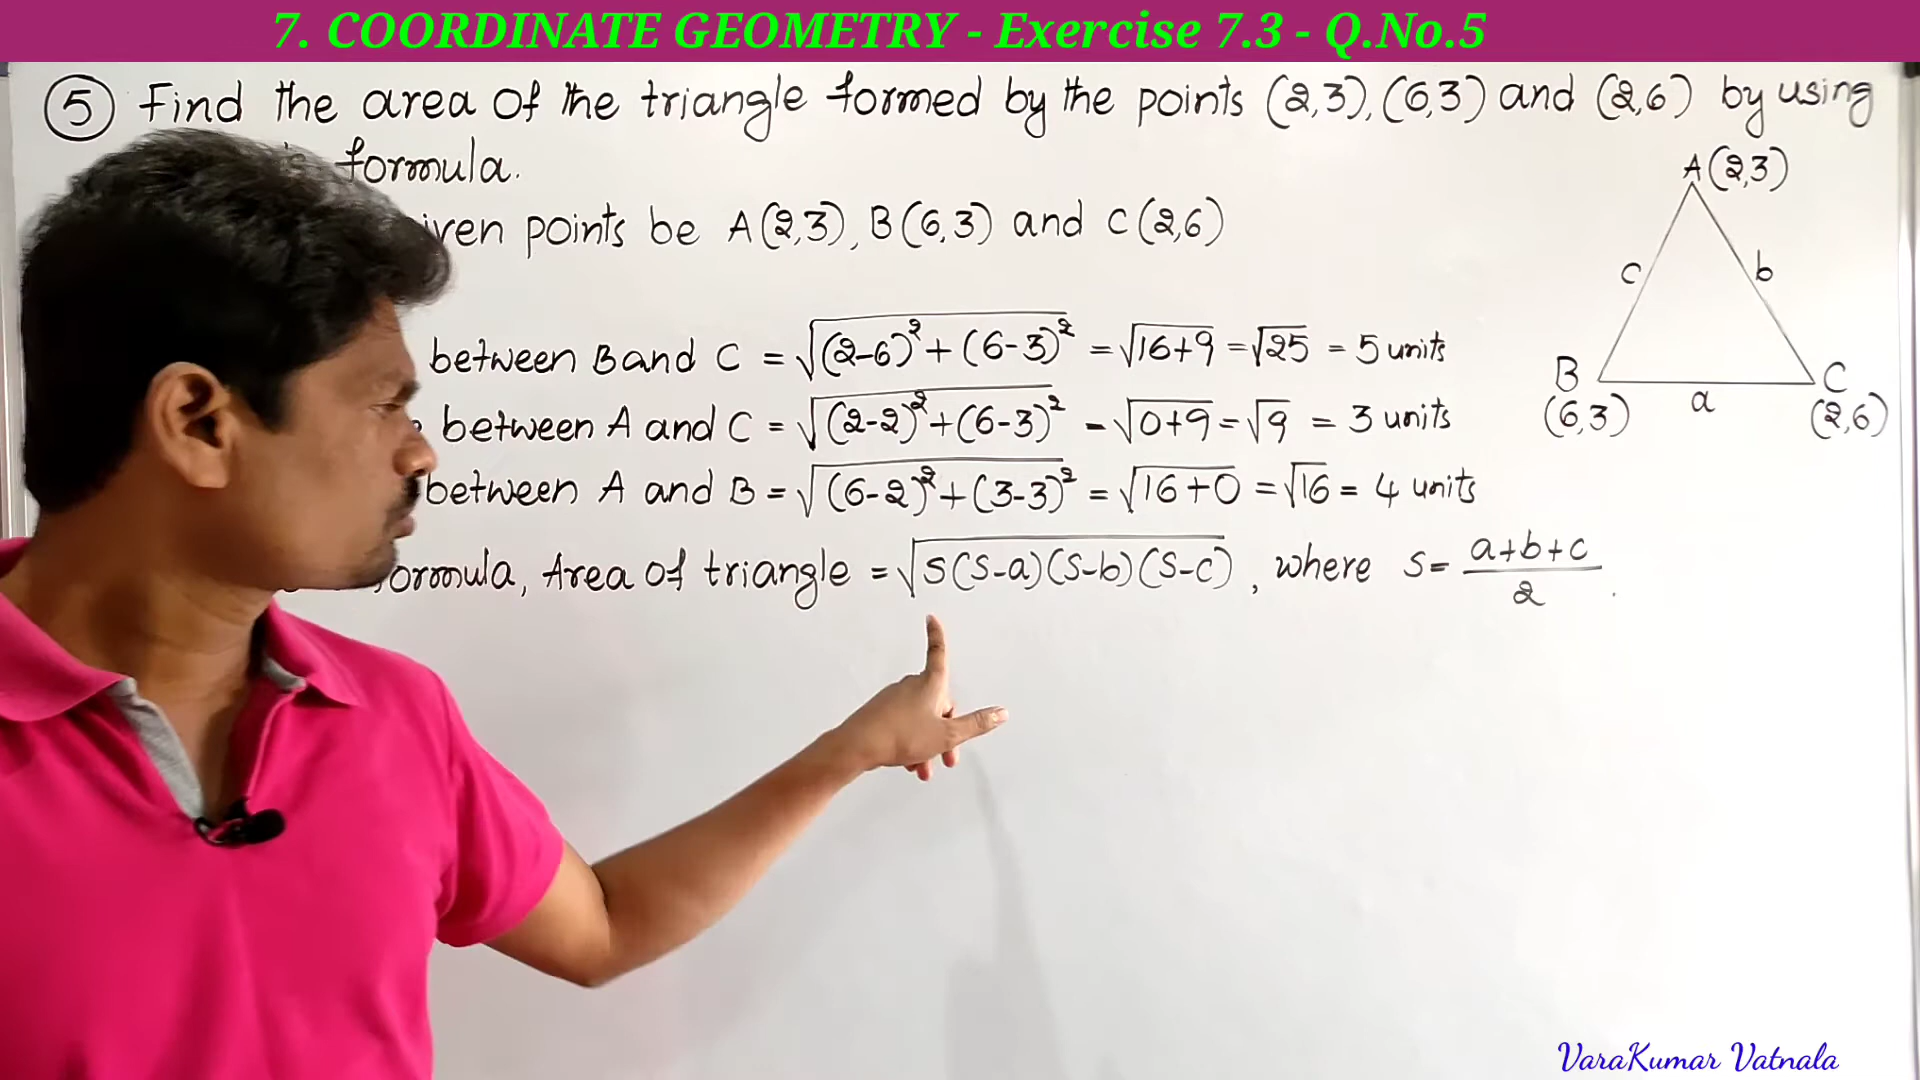 7. COORDINATE GEOMETRY - Exercise 7.3 - Q.No.5
⑤ Find the area of the triangle formed by the points (2,3), (6,3) and (2,6) by using
formula.
points be A(2,3), B(6,3) and C(2,6)
A(2,3)
c b
between B and C = √((2-6)²+(6-3)²) = √(16+9) = √25 = 5 units
B C
(6,3) a (2,6)
between A and C = √((2-2)²+(6-3)²) - √(0+9) = √9 = 3 units
between A and B = √((6-2)²+(3-3)²) = √(16+0) = √16 = 4 units
formula, Area of triangle = √(S(S-a)(S-b)(S-c)), where S = (a+b+c)/2.
VaraKumar Vatnala